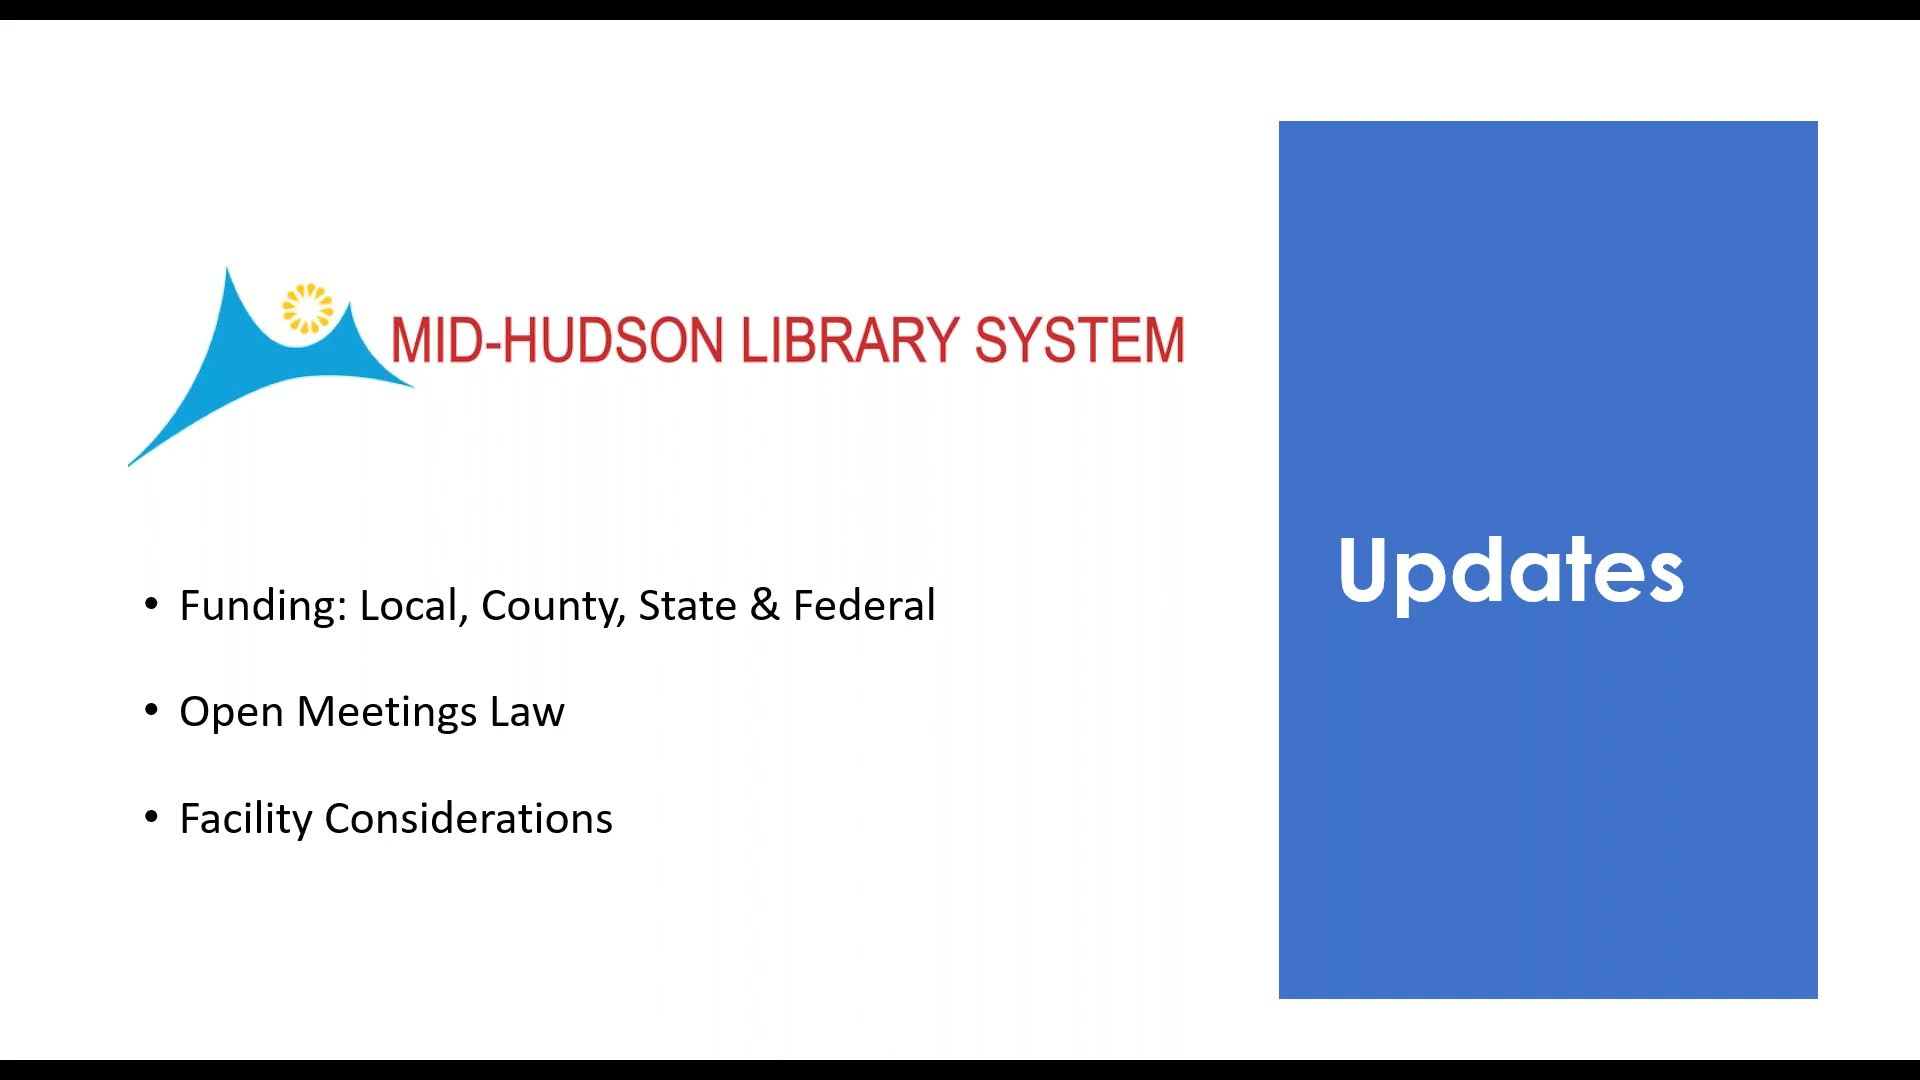 MID-HUDSON LIBRARY SYSTEM
• Funding: Local, County, State & Federal
• Open Meetings Law
• Facility Considerations
Updates